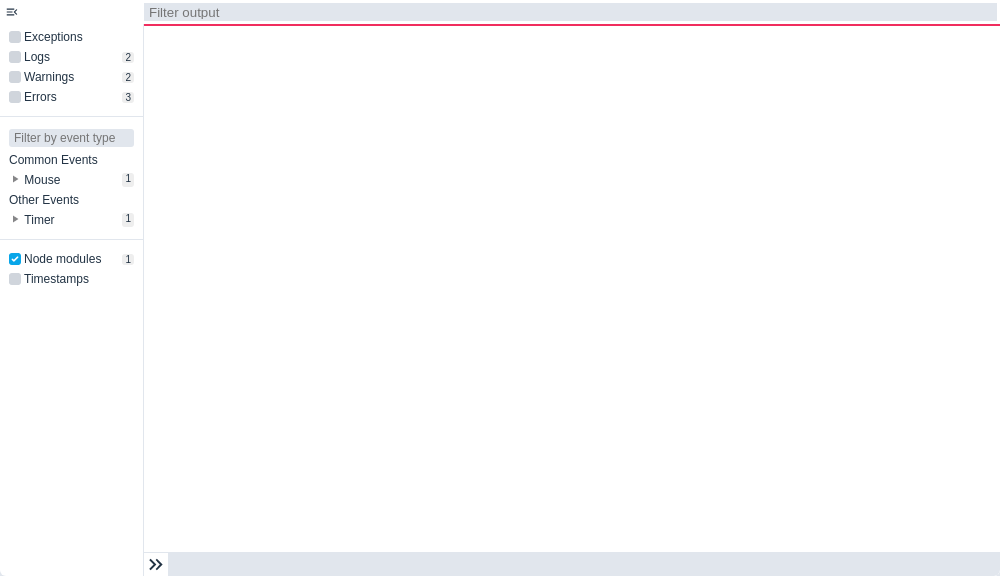 Filter output
Exceptions
Logs 2
Warnings 2
Errors 3
Filter by event type
Common Events
Mouse 1
Other Events
Timer 1
Node modules 1
Timestamps